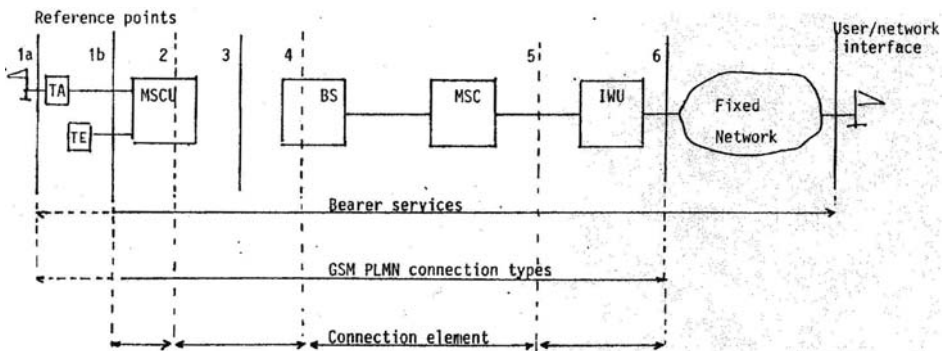 Reference points
User/network
interface
1a 1b 2 3 4 5 6
TA MSCU BS MSC IWU Fixed
Network
TE
Bearer services
GSM PLMN connection types
Connection element